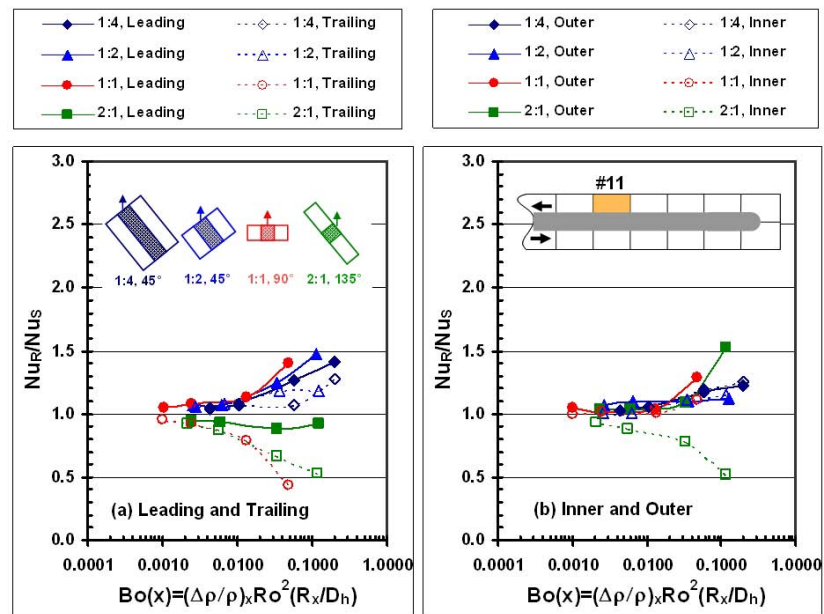 1:4, Leading 1:4, Trailing
1:2, Leading 1:2, Trailing
1:1, Leading 1:1, Trailing
2:1, Leading 2:1, Trailing
1:4, Outer 1:4, Inner
1:2, Outer 1:2, Inner
1:1, Outer 1:1, Inner
2:1, Outer 2:1, Inner
3.0
2.5
2.0
1.5
1.0
0.5
0.0
Nu_R/Nu_S
1:4, 45° 1:2, 45° 1:1, 90° 2:1, 135°
(a) Leading and Trailing
0.0001 0.0010 0.0100 0.1000 1.0000
Bo(x)=(Δρ/ρ)ₓRo²(Rₓ/D_h)
3.0
2.5
2.0
1.5
1.0
0.5
0.0
Nu_R/Nu_S
#11
(b) Inner and Outer
0.0001 0.0010 0.0100 0.1000 1.0000
Bo(x)=(Δρ/ρ)ₓRo²(Rₓ/D_h)